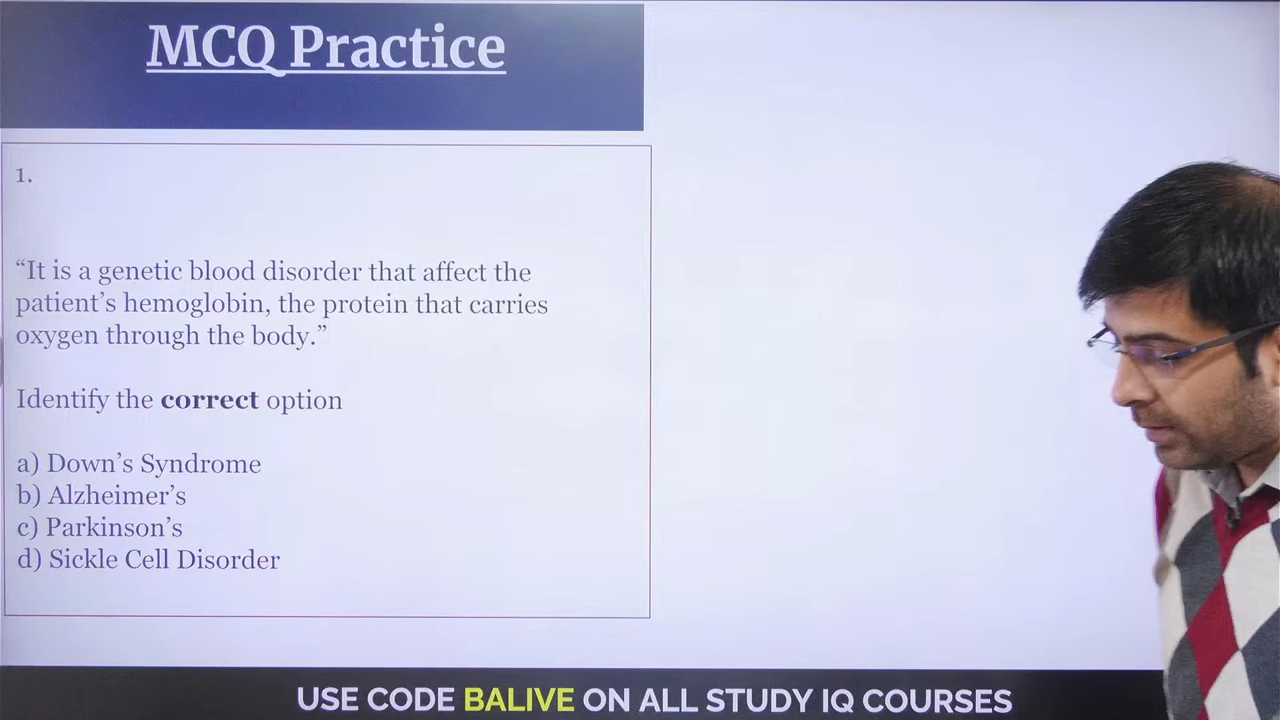 MCQ Practice
1.
“It is a genetic blood disorder that affect the
patient’s hemoglobin, the protein that carries
oxygen through the body.”
Identify the correct option
a) Down’s Syndrome
b) Alzheimer’s
c) Parkinson’s
d) Sickle Cell Disorder
USE CODE BALIVE ON ALL STUDY IQ COURSES